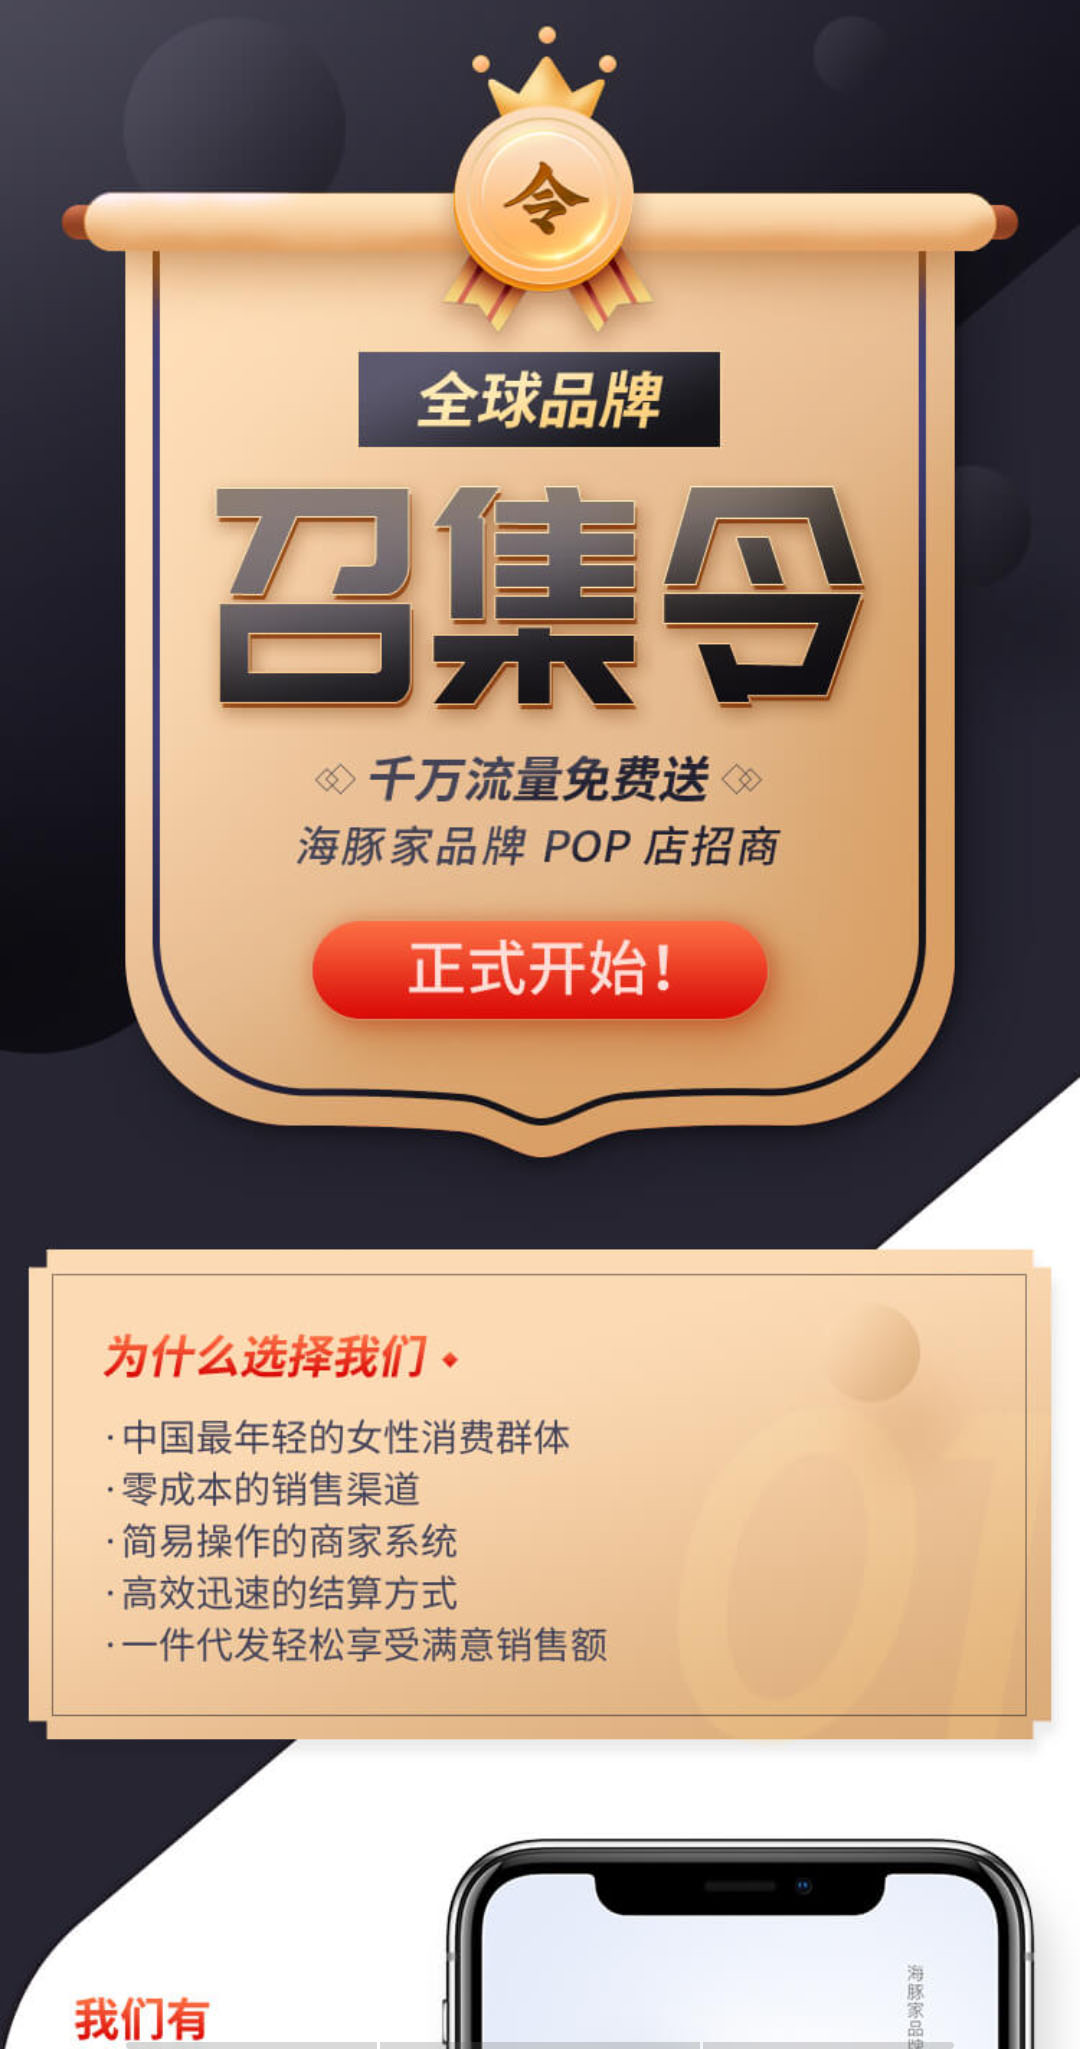 令
全球品牌
召集令
千万流量免费送
海豚家品牌 POP 店招商
正式开始!
为什么选择我们
·中国最年轻的女性消费群体
·零成本的销售渠道
·简易操作的商家系统
·高效迅速的结算方式
·一件代发轻松享受满意销售额
01
海豚家品牌
我们有